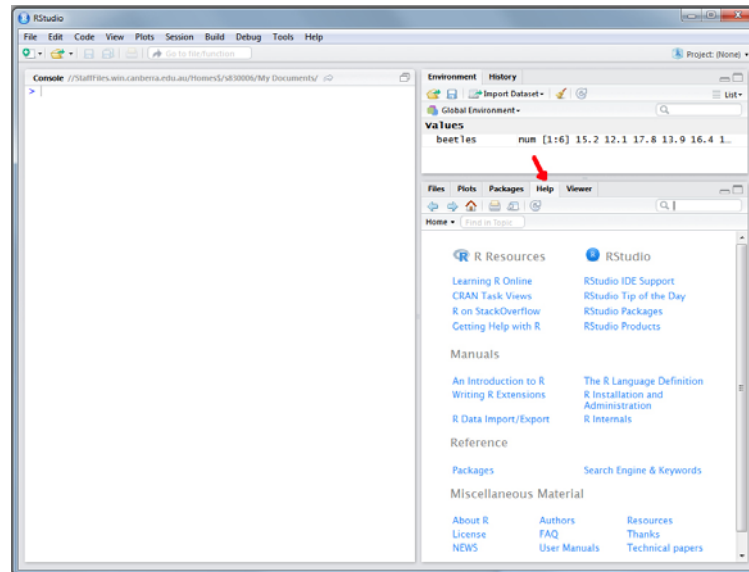 RStudio
File Edit Code View Plots Session Build Debug Tools Help
Go to file/function
Project: (None)
Console //StaffFiles.win.canberra.edu.au/Homes$/s830006/My Documents/
>
Environment History
Import Dataset
List
Global Environment
values
beetles num [1:6] 15.2 12.1 17.8 13.9 16.4 1…
Files Plots Packages Help Viewer
Home Find in Topic
R Resources
Learning R Online
CRAN Task Views
R on StackOverflow
Getting Help with R
RStudio
RStudio IDE Support
RStudio Tip of the Day
RStudio Packages
RStudio Products
Manuals
An Introduction to R
Writing R Extensions
R Data Import/Export
The R Language Definition
R Installation and
Administration
R Internals
Reference
Packages
Search Engine & Keywords
Miscellaneous Material
About R Authors Resources
License FAQ Thanks
NEWS User Manuals Technical papers